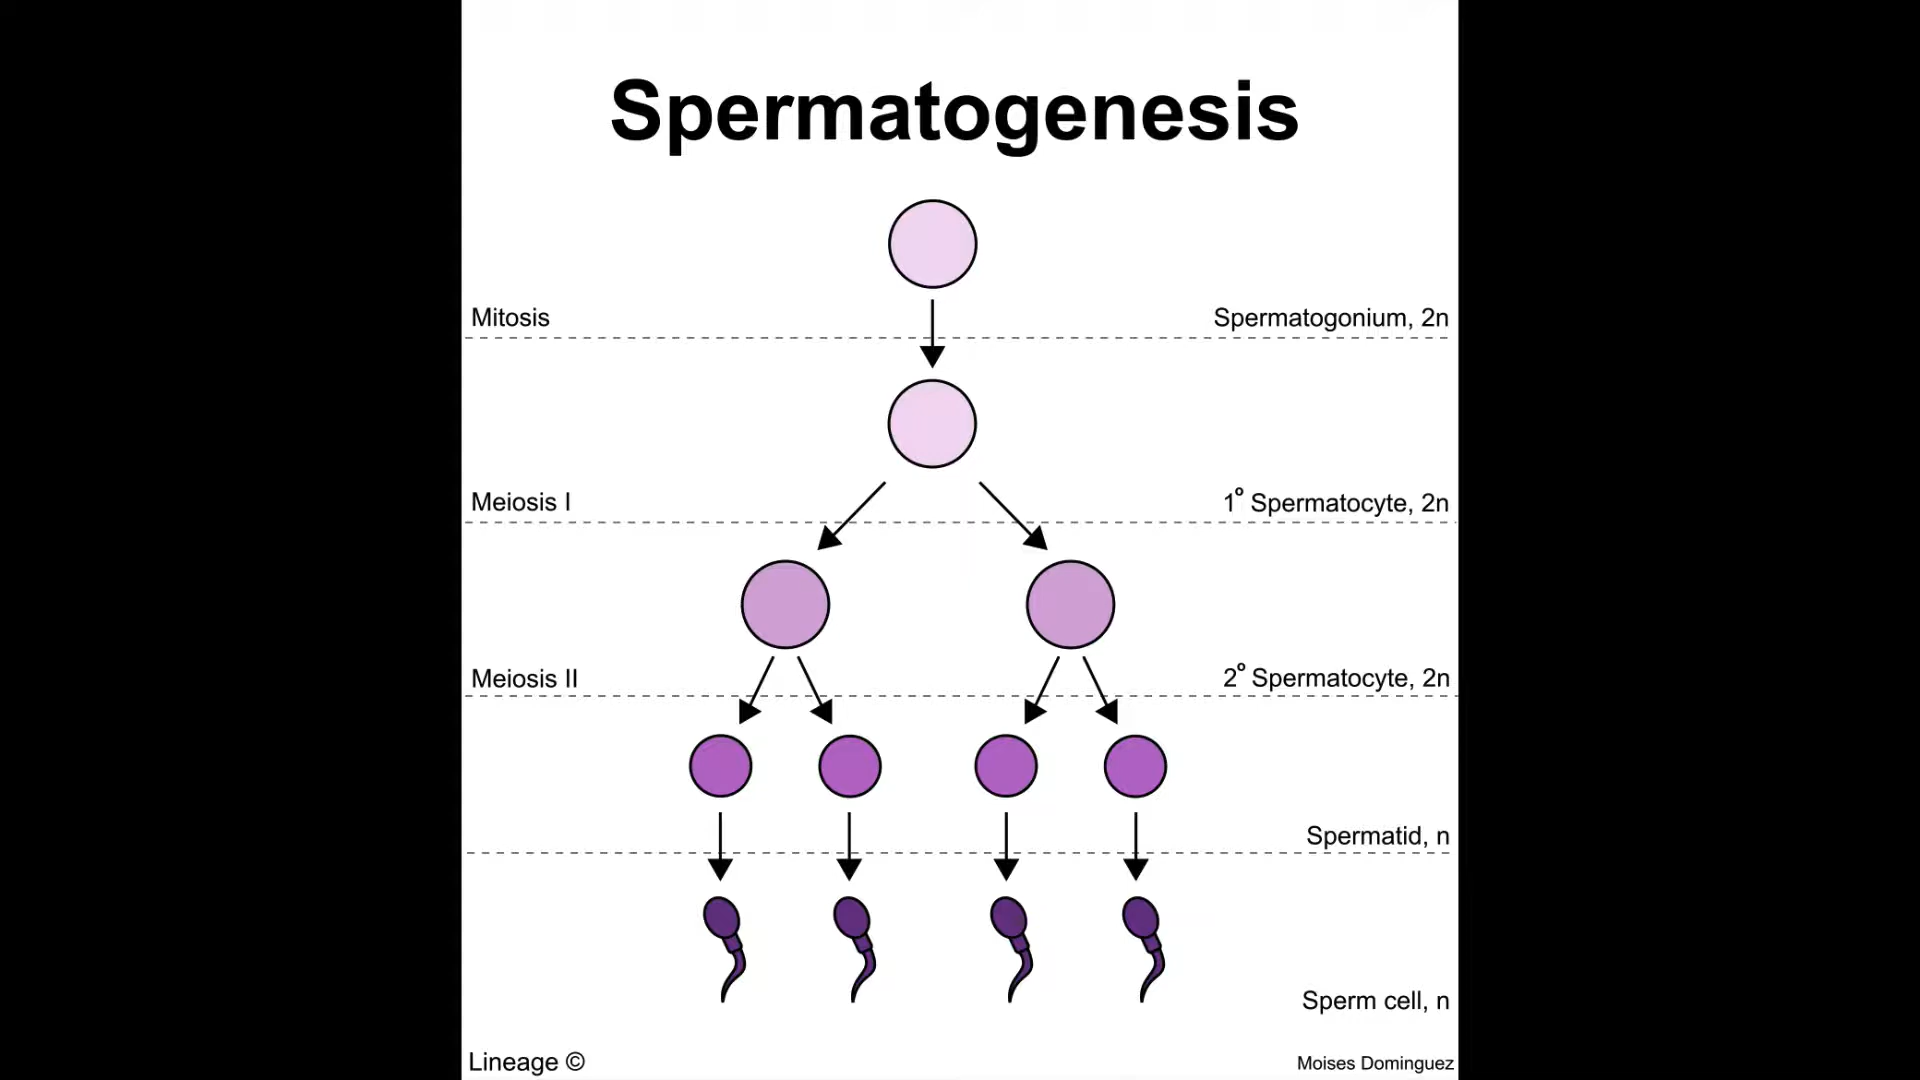 Spermatogenesis
Mitosis
Spermatogonium, 2n
Meiosis I
1° Spermatocyte, 2n
Meiosis II
2° Spermatocyte, 2n
Spermatid, n
Sperm cell, n
Lineage ©
Moises Dominguez